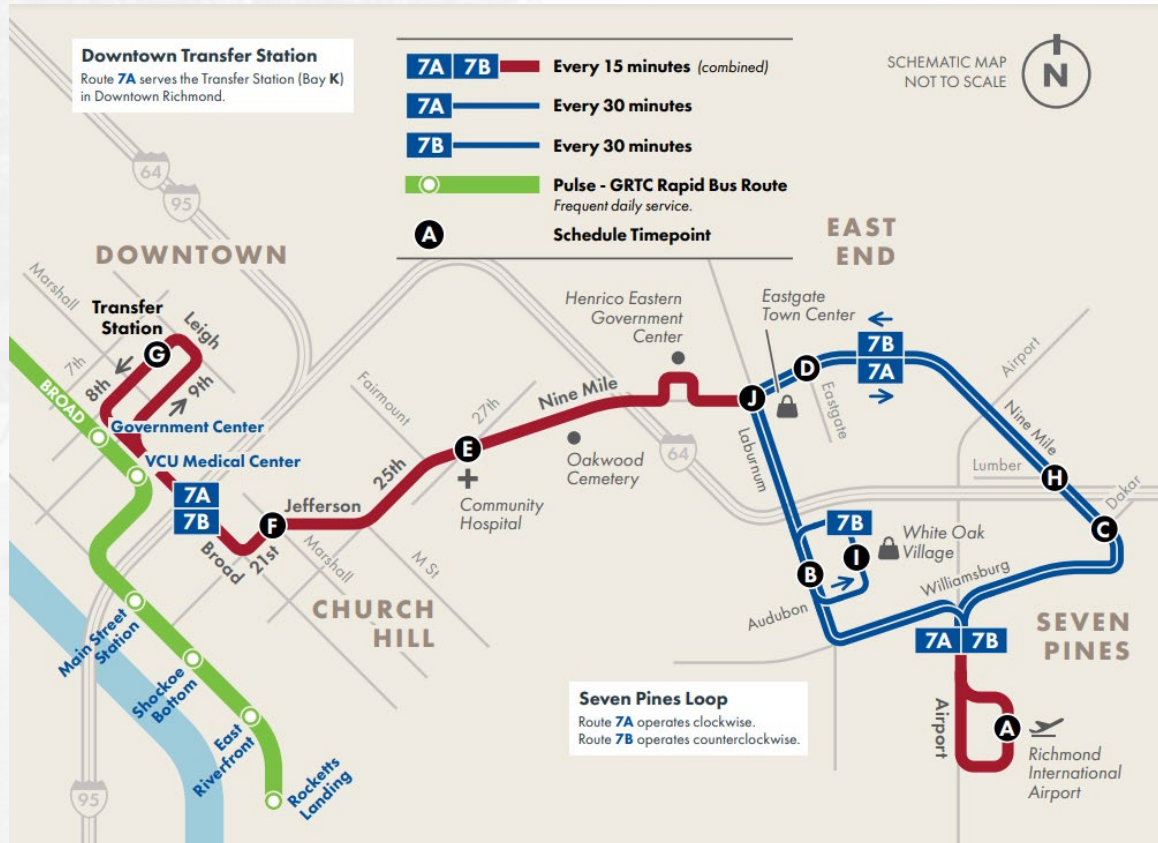 Downtown Transfer Station
Route 7A serves the Transfer Station (Bay K)
in Downtown Richmond.
7A 7B Every 15 minutes (combined)
7A Every 30 minutes
7B Every 30 minutes
Pulse - GRTC Rapid Bus Route
Frequent daily service.
A Schedule Timepoint
SCHEMATIC MAP
NOT TO SCALE
N
64
95
DOWNTOWN
EAST
END
Marshall
Transfer
Station
Leigh
G
7th
8th
9th
BROAD
Government Center
VCU Medical Center
7A
7B
Broad
21st
F
Jefferson
Marshall
25th
M St
Fairmount
27th
E
Community
Hospital
Nine Mile
Oakwood
Cemetery
Henrico Eastern
Government
Center
64
Eastgate
Town Center
J
D
Eastgate
7B
7A
Airport
Nine Mile
Lumber
H
Dakar
C
Laburnum
7B
I
White Oak
Village
B
Audubon
Williamsburg
7A 7B
SEVEN
PINES
CHURCH
HILL
Main Street
Station
Shockoe
Bottom
East
Riverfront
Rocketts
Landing
95
Seven Pines Loop
Route 7A operates clockwise.
Route 7B operates counterclockwise.
Airport
A
Richmond
International
Airport